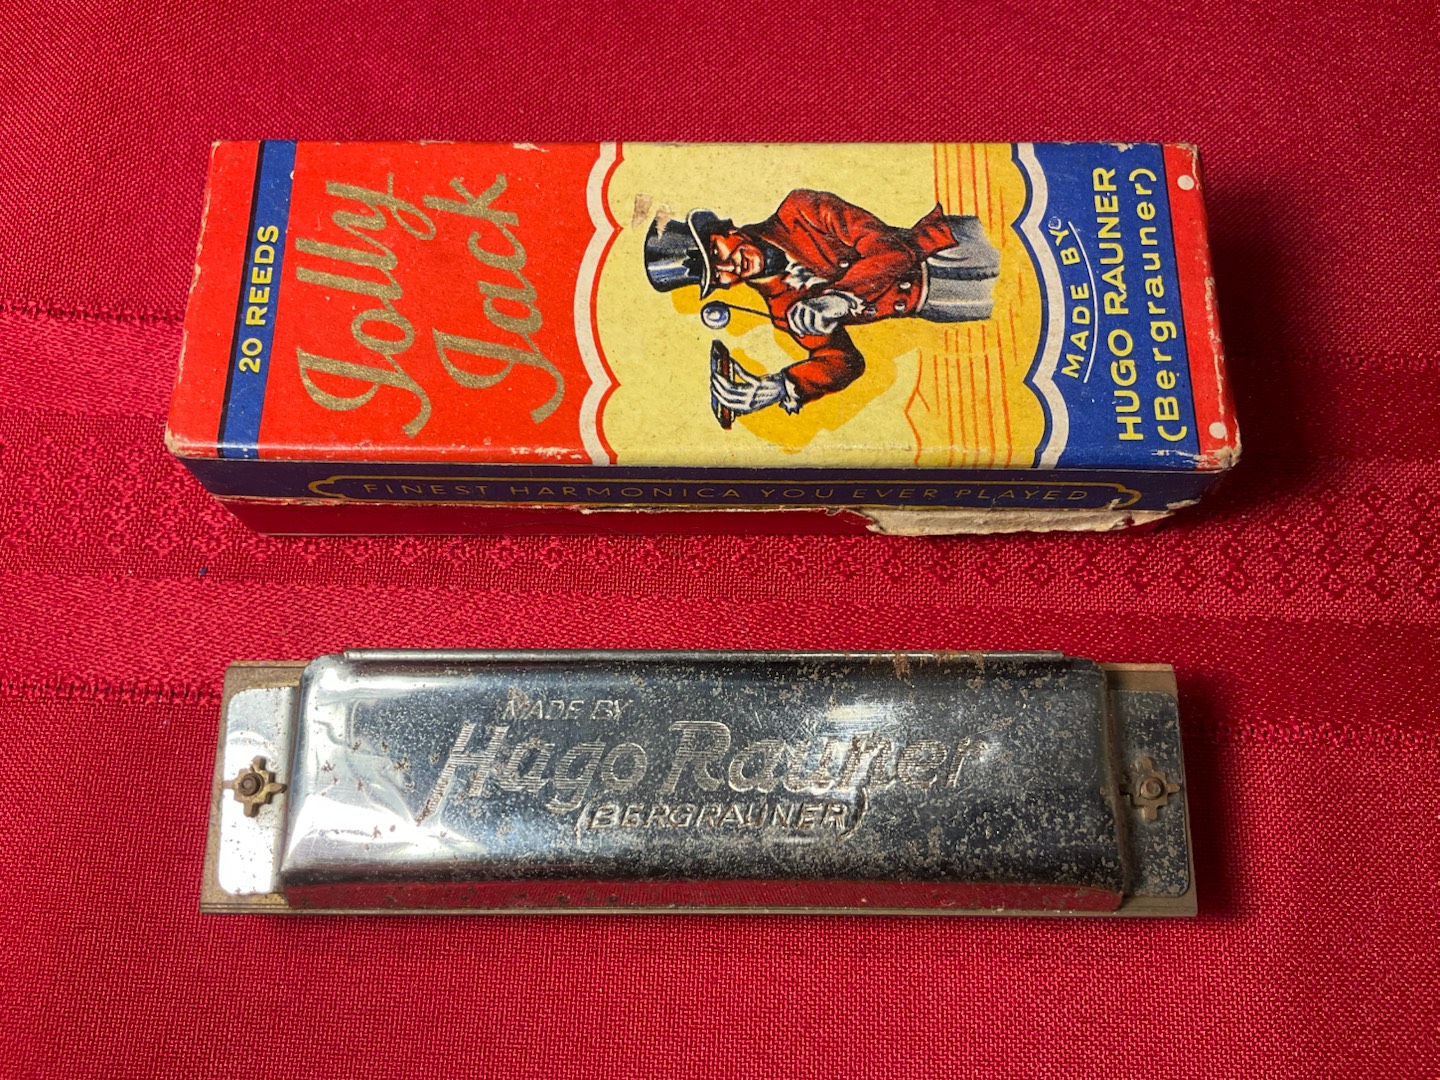 20 REEDS
Jolly
Jack
MADE BY
HUGO RAUNER
(Bergrauner)
FINEST HARMONICA YOU EVER PLAYED
MADE BY
Hugo Rauner
(BERGRAUNER)